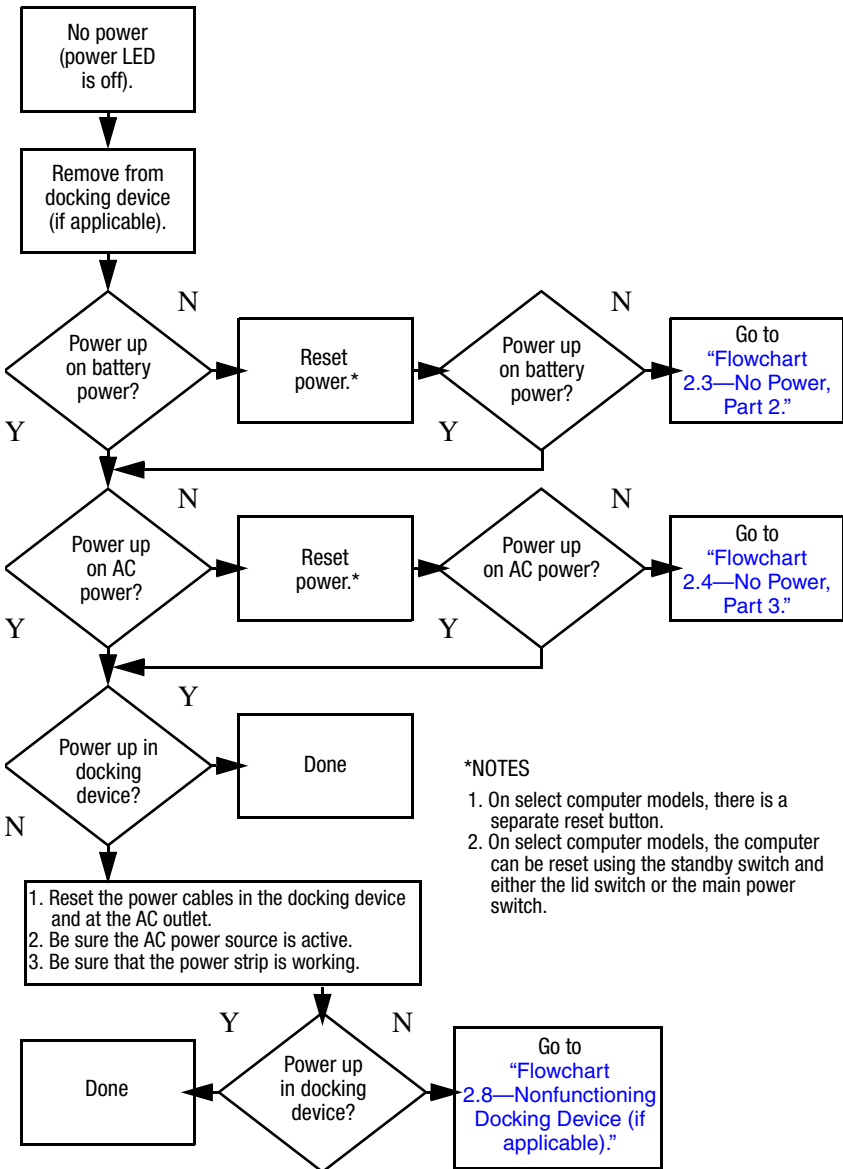 No power
(power LED
is off).
Remove from
docking device
(if applicable).
N
Power up
on battery
power?
Y
Reset
power.*
N
Power up
on battery
power?
Y
Go to
“Flowchart
2.3—No Power,
Part 2.”
N
Power up
on AC
power?
Y
Reset
power.*
N
Power up
on AC power?
Y
Go to
“Flowchart
2.4—No Power,
Part 3.”
Y
Power up in
docking
device?
N
Done
*NOTES
1. On select computer models, there is a
separate reset button.
2. On select computer models, the computer
can be reset using the standby switch and
either the lid switch or the main power
switch.
1. Reset the power cables in the docking device
and at the AC outlet.
2. Be sure the AC power source is active.
3. Be sure that the power strip is working.
Y
N
Done
Power up
in docking
device?
Go to
“Flowchart
2.8—Nonfunctioning
Docking Device (if
applicable).”